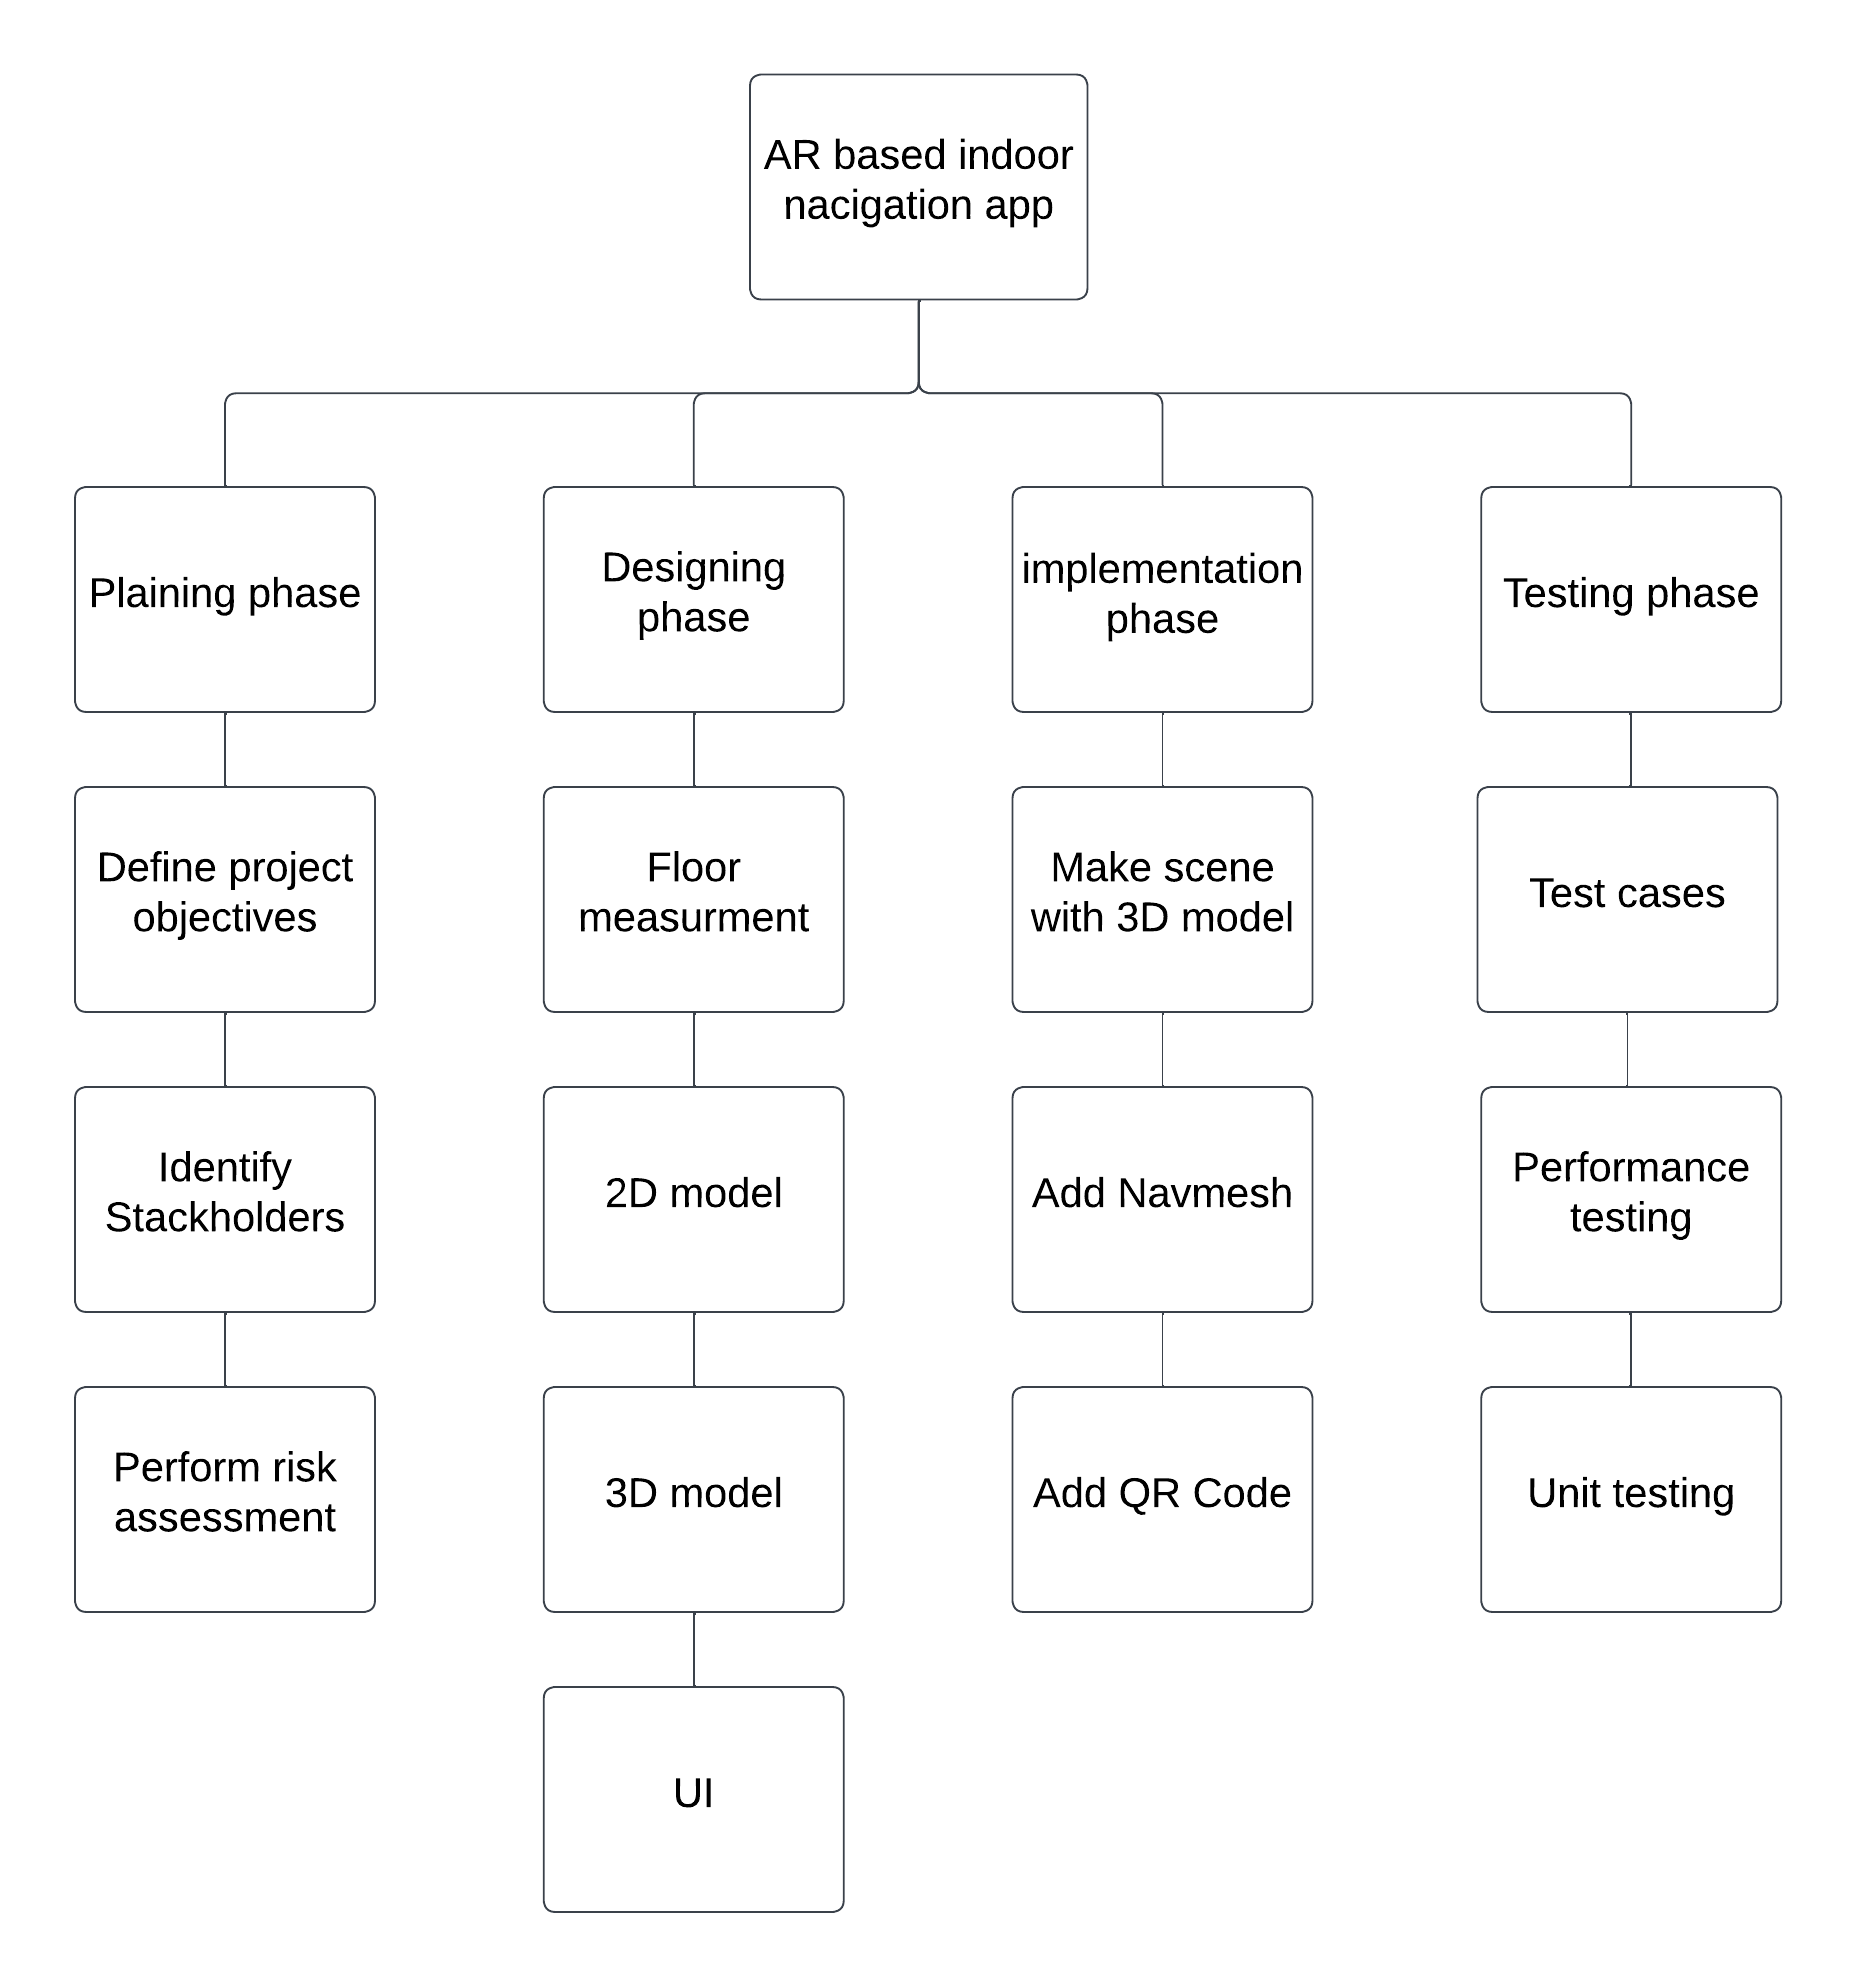 AR based indoor
nacigation app
Plaining phase
Designing
phase
implementation
phase
Testing phase
Define project
objectives
Floor
measurment
Make scene
with 3D model
Test cases
Identify
Stackholders
2D model
Add Navmesh
Performance
testing
Perform risk
assessment
3D model
Add QR Code
Unit testing
UI